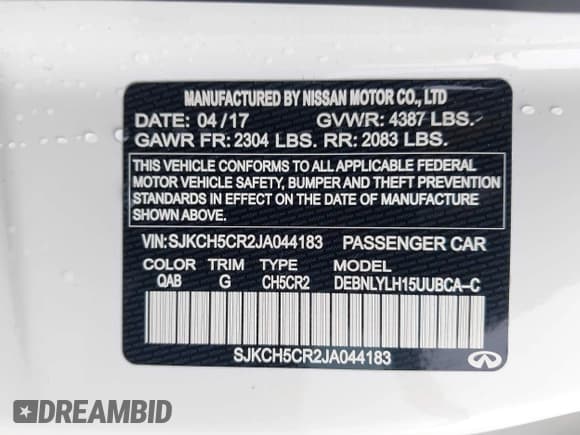 MANUFACTURED BY NISSAN MOTOR CO., LTD
DATE: 04 /17 GVWR: 4387 LBS.
GAWR FR: 2304 LBS. RR: 2083 LBS.
THIS VEHICLE CONFORMS TO ALL APPLICABLE FEDERAL
MOTOR VEHICLE SAFETY, BUMPER AND THEFT PREVENTION
STANDARDS IN EFFECT ON THE DATE OF MANUFACTURE
SHOWN ABOVE.
VIN:SJKCH5CR2JA044183 PASSENGER CAR
COLOR TRIM TYPE MODEL
QAB G CH5CR2 DEBNLYLH15UUBCA-C
SJKCH5CR2JA044183
DREAMBID